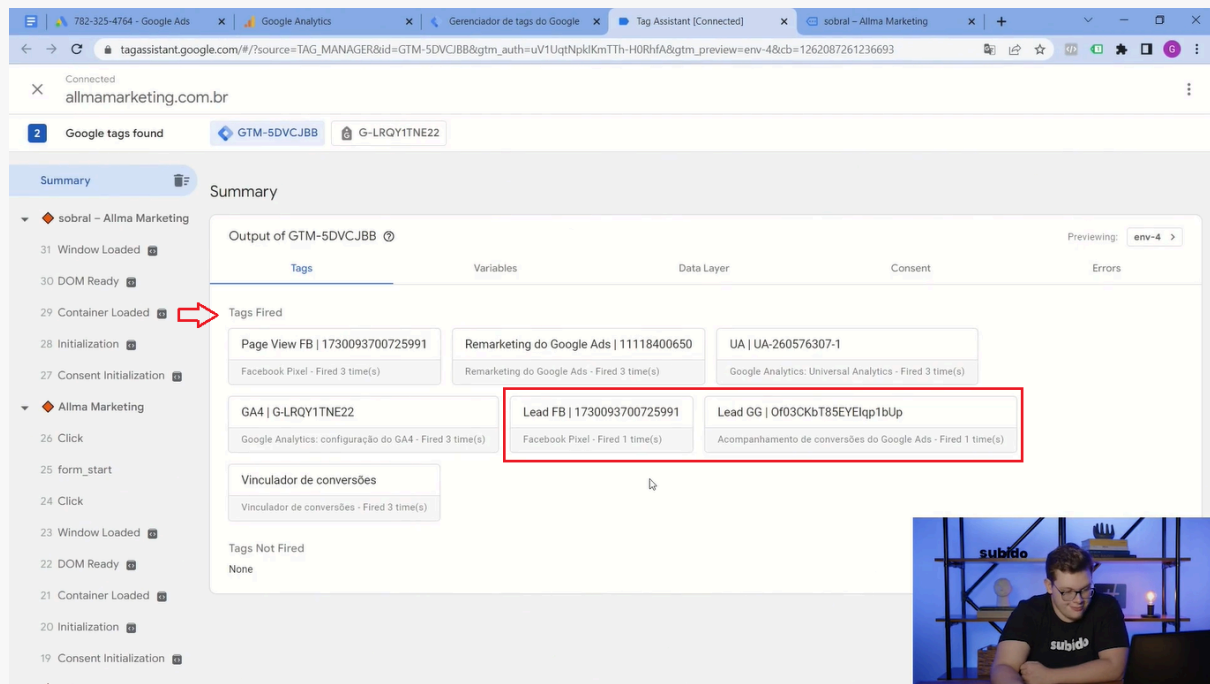 782-325-4764 - Google Ads
Google Analytics
Gerenciador de tags do Google
Tag Assistant [Connected]
sobral – Allma Marketing
tagassistant.google.com/#/?source=TAG_MANAGER&id=GTM-5DVCJBB&gtm_auth=uV1UqtNpkIKmTTh-H0RhfA&gtm_preview=env-4&cb=1262087261236693
G
Connected
allmamarketing.com.br
2 Google tags found
GTM-5DVCJBB
G-LRQY1TNE22
Summary
sobral – Allma Marketing
31 Window Loaded
30 DOM Ready
29 Container Loaded
28 Initialization
27 Consent Initialization
Allma Marketing
26 Click
25 form_start
24 Click
23 Window Loaded
22 DOM Ready
21 Container Loaded
20 Initialization
19 Consent Initialization
Summary
Output of GTM-5DVCJBB
Previewing: env-4
Tags Variables Data Layer Consent Errors
Tags Fired
Page View FB | 1730093700725991
Facebook Pixel - Fired 3 time(s)
Remarketing do Google Ads | 11118400650
Remarketing do Google Ads - Fired 3 time(s)
UA | UA-260576307-1
Google Analytics: Universal Analytics - Fired 3 time(s)
GA4 | G-LRQY1TNE22
Google Analytics: configuração do GA4 - Fired 3 time(s)
Lead FB | 1730093700725991
Facebook Pixel - Fired 1 time(s)
Lead GG | Of03CKbT85EYEIqp1bUp
Acompanhamento de conversões do Google Ads - Fired 1 time(s)
Vinculador de conversões
Vinculador de conversões - Fired 3 time(s)
Tags Not Fired
None
subido
subido